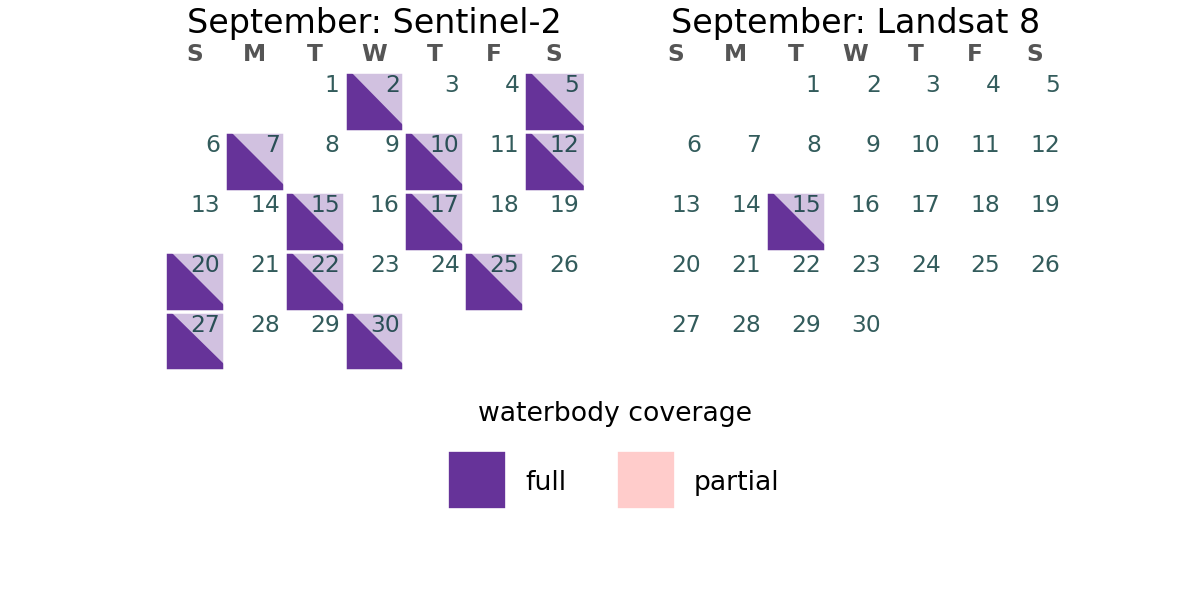 September: Sentinel-2
S M T W T F S
1 2 3 4 5
6 7 8 9 10 11 12
13 14 15 16 17 18 19
20 21 22 23 24 25 26
27 28 29 30
September: Landsat 8
S M T W T F S
1 2 3 4 5
6 7 8 9 10 11 12
13 14 15 16 17 18 19
20 21 22 23 24 25 26
27 28 29 30
waterbody coverage
full partial